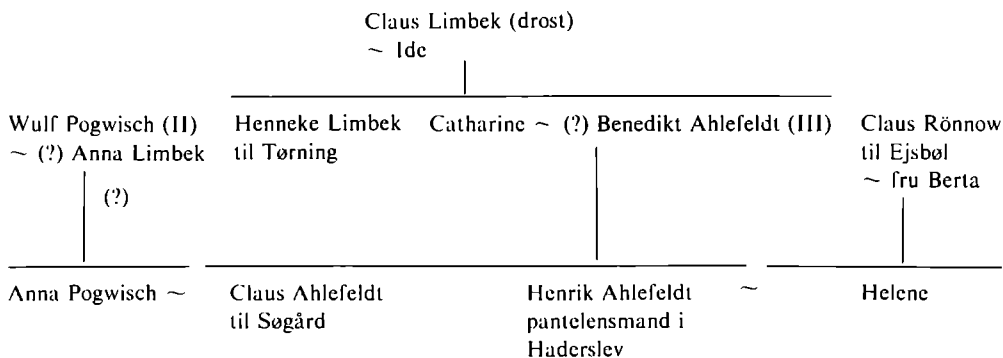 Claus Limbek (drost)
~ Ide
Wulf Pogwisch (II)
~ (?) Anna Limbek
(?)
Henneke Limbek
til Tørning
Catharine ~ (?) Benedikt Ahlefeldt (III)
Claus Rönnow
til Ejsbøl
~ fru Berta
Anna Pogwisch ~
Claus Ahlefeldt
til Søgård
Henrik Ahlefeldt ~
pantelensmand i
Haderslev
Helene